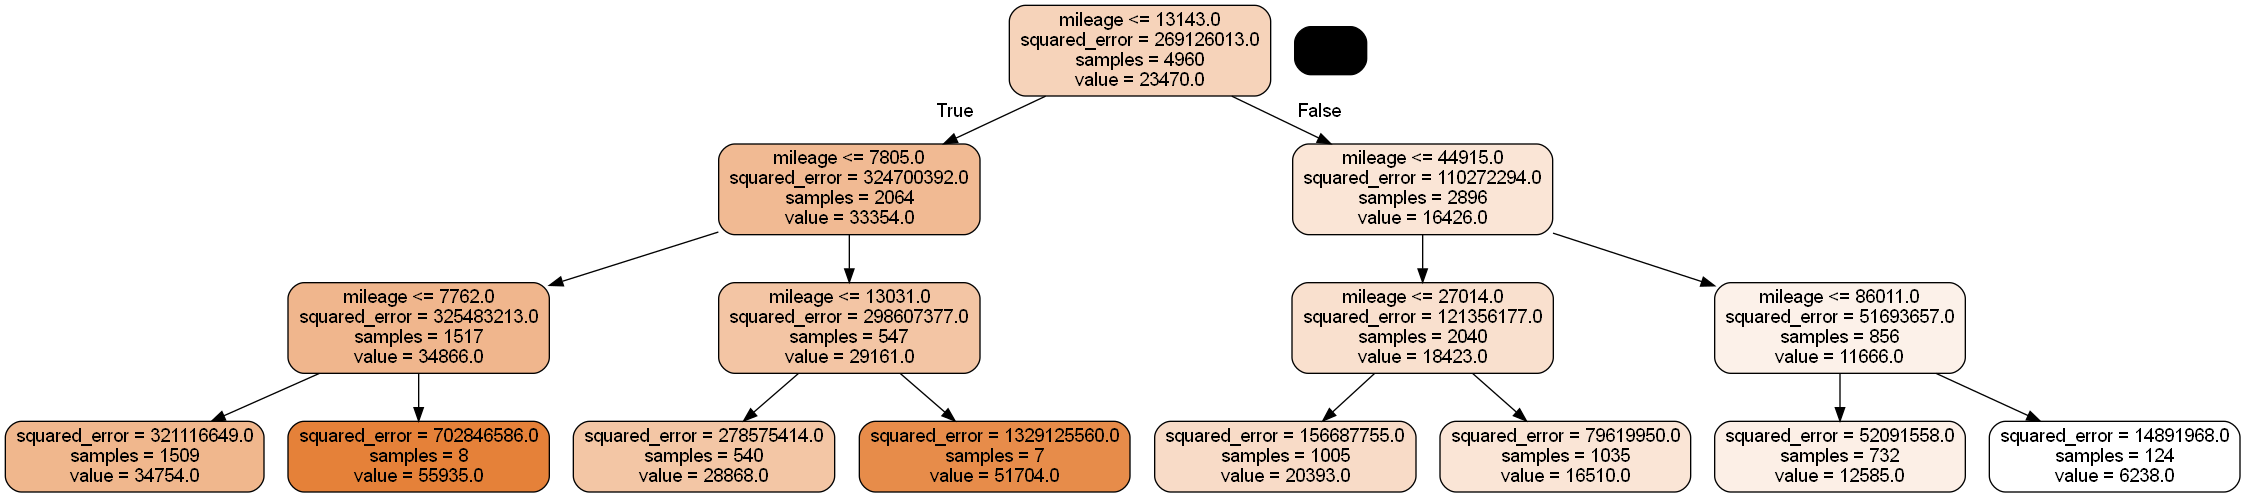 mileage <= 13143.0
squared_error = 269126013.0
samples = 4960
value = 23470.0
True
False
mileage <= 7805.0
squared_error = 324700392.0
samples = 2064
value = 33354.0
mileage <= 44915.0
squared_error = 110272294.0
samples = 2896
value = 16426.0
mileage <= 7762.0
squared_error = 325483213.0
samples = 1517
value = 34866.0
mileage <= 13031.0
squared_error = 298607377.0
samples = 547
value = 29161.0
mileage <= 27014.0
squared_error = 121356177.0
samples = 2040
value = 18423.0
mileage <= 86011.0
squared_error = 51693657.0
samples = 856
value = 11666.0
squared_error = 321116649.0
samples = 1509
value = 34754.0
squared_error = 702846586.0
samples = 8
value = 55935.0
squared_error = 278575414.0
samples = 540
value = 28868.0
squared_error = 1329125560.0
samples = 7
value = 51704.0
squared_error = 156687755.0
samples = 1005
value = 20393.0
squared_error = 79619950.0
samples = 1035
value = 16510.0
squared_error = 52091558.0
samples = 732
value = 12585.0
squared_error = 14891968.0
samples = 124
value = 6238.0